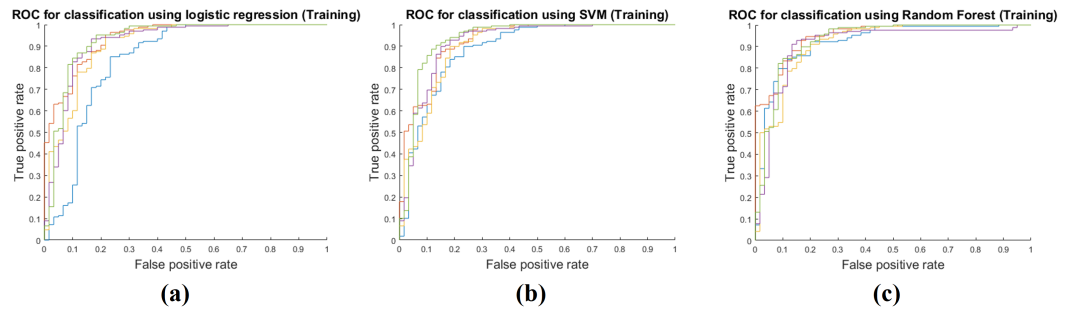 ROC for classification using logistic regression (Training)
True positive rate
1
0.9
0.8
0.7
0.6
0.5
0.4
0.3
0.2
0.1
0
0 0.1 0.2 0.3 0.4 0.5 0.6 0.7 0.8 0.9 1
False positive rate
(a)
ROC for classification using SVM (Training)
True positive rate
1
0.9
0.8
0.7
0.6
0.5
0.4
0.3
0.2
0.1
0
0 0.1 0.2 0.3 0.4 0.5 0.6 0.7 0.8 0.9 1
False positive rate
(b)
ROC for classification using Random Forest (Training)
True positive rate
1
0.9
0.8
0.7
0.6
0.5
0.4
0.3
0.2
0.1
0
0 0.1 0.2 0.3 0.4 0.5 0.6 0.7 0.8 0.9 1
False positive rate
(c)